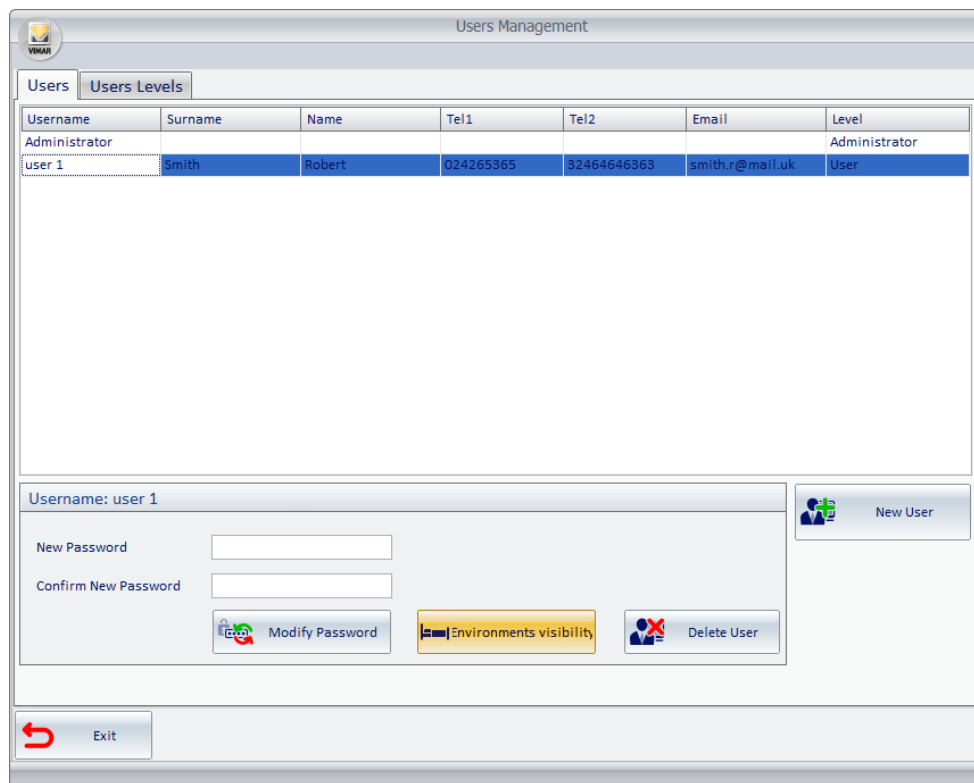 Users Management
VIMAR
Users Users Levels
Username Surname Name Tel1 Tel2 Email Level
Administrator Administrator
user 1 Smith Robert 024265365 32464646363 smith.r@mail.uk User
Username: user 1
New User
New Password
Confirm New Password
Modify Password Environments visibility Delete User
Exit